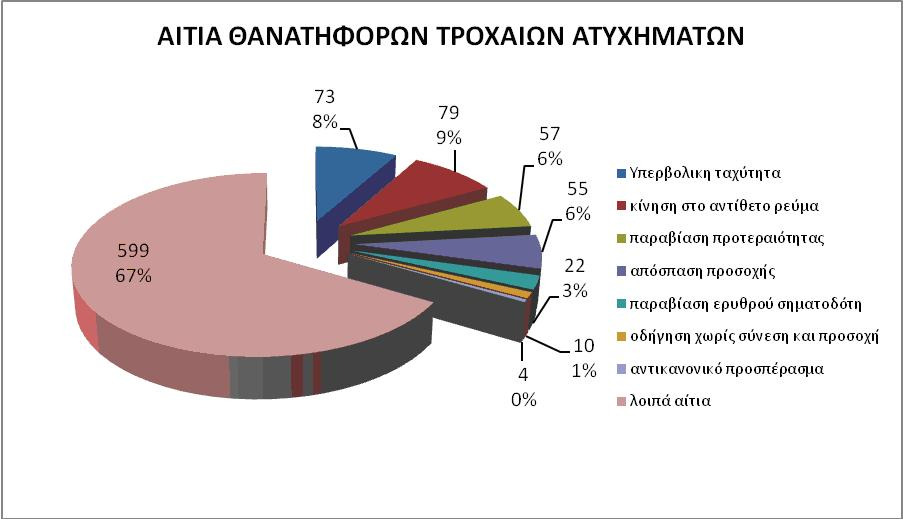 ΑΙΤΙΑ ΘΑΝΑΤΗΦΟΡΩΝ ΤΡΟΧΑΙΩΝ ΑΤΥΧΗΜΑΤΩΝ
73
8%
79
9%
57
6%
55
6%
22
3%
10
1%
4
0%
599
67%
Υπερβολικη ταχύτητα
κίνηση στο αντίθετο ρεύμα
παραβίαση προτεραιότητας
απόσπαση προσοχής
παραβίαση ερυθρού σηματοδότη
οδήγηση χωρίς σύνεση και προσοχή
αντικανονικό προσπέρασμα
λοιπά αίτια